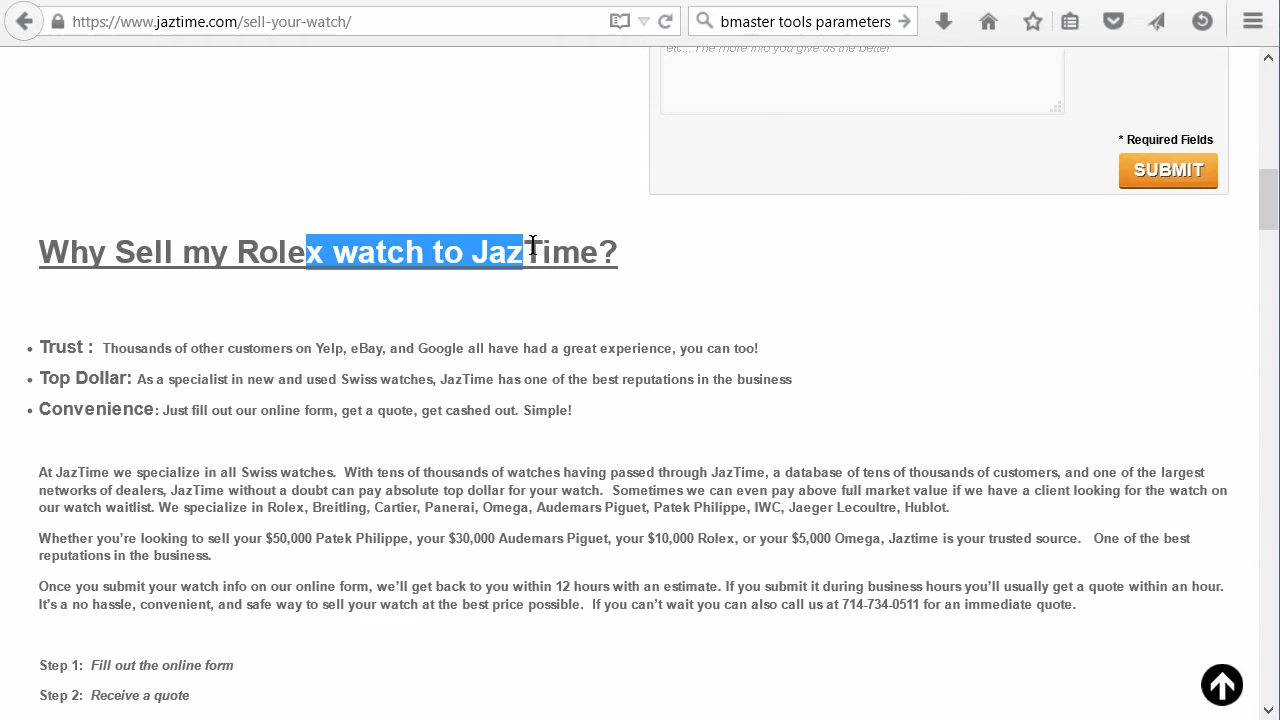 https://www.jaztime.com/sell-your-watch/
bmaster tools parameters
etc... The more info you give us the better
* Required Fields
SUBMIT
Why Sell my Rolex watch to JazTime?
• Trust : Thousands of other customers on Yelp, eBay, and Google all have had a great experience, you can too!
• Top Dollar: As a specialist in new and used Swiss watches, JazTime has one of the best reputations in the business
• Convenience: Just fill out our online form, get a quote, get cashed out. Simple!
At JazTime we specialize in all Swiss watches. With tens of thousands of watches having passed through JazTime, a database of tens of thousands of customers, and one of the largest
networks of dealers, JazTime without a doubt can pay absolute top dollar for your watch. Sometimes we can even pay above full market value if we have a client looking for the watch on
our watch waitlist. We specialize in Rolex, Breitling, Cartier, Panerai, Omega, Audemars Piguet, Patek Philippe, IWC, Jaeger Lecoultre, Hublot.
Whether you're looking to sell your $50,000 Patek Philippe, your $30,000 Audemars Piguet, your $10,000 Rolex, or your $5,000 Omega, Jaztime is your trusted source. One of the best
reputations in the business.
Once you submit your watch info on our online form, we'll get back to you within 12 hours with an estimate. If you submit it during business hours you'll usually get a quote within an hour.
It's a no hassle, convenient, and safe way to sell your watch at the best price possible. If you can't wait you can also call us at 714-734-0511 for an immediate quote.
Step 1: Fill out the online form
Step 2: Receive a quote